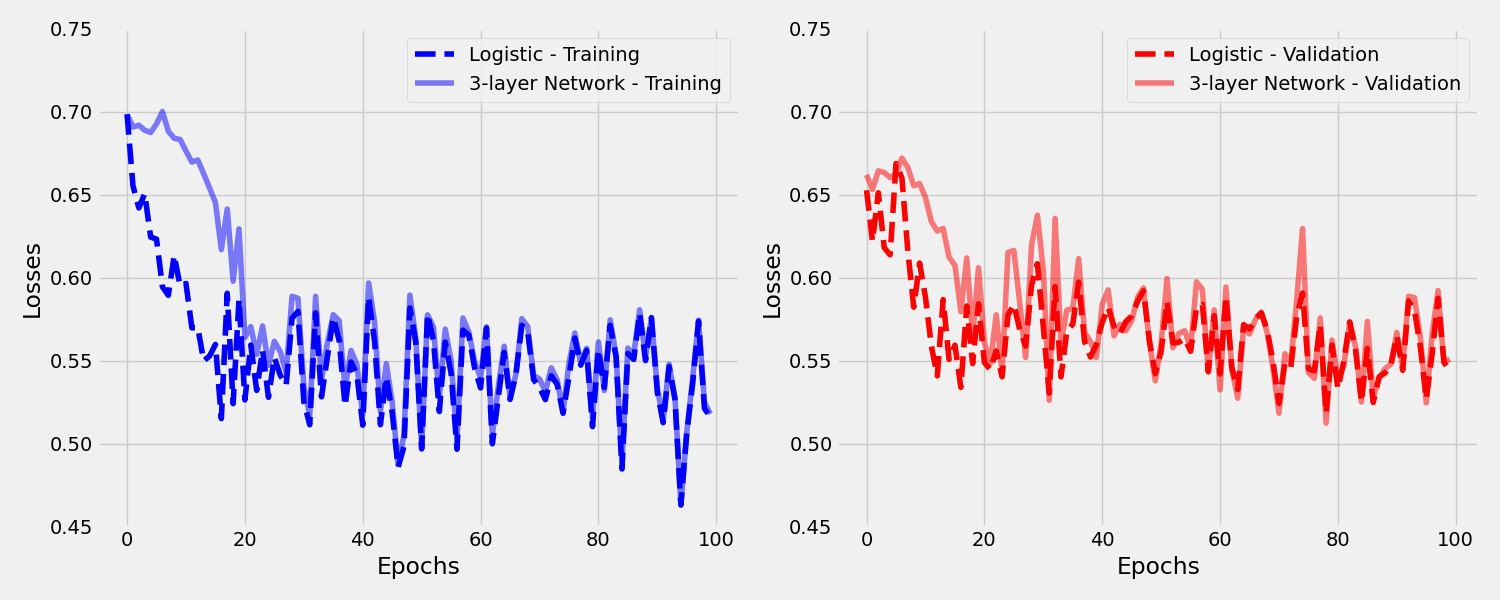 0.75
0.70
0.65
0.60
0.55
0.50
0.45
Losses
0 20 40 60 80 100
Epochs
Logistic - Training
3-layer Network - Training
0.75
0.70
0.65
0.60
0.55
0.50
0.45
Losses
0 20 40 60 80 100
Epochs
Logistic - Validation
3-layer Network - Validation